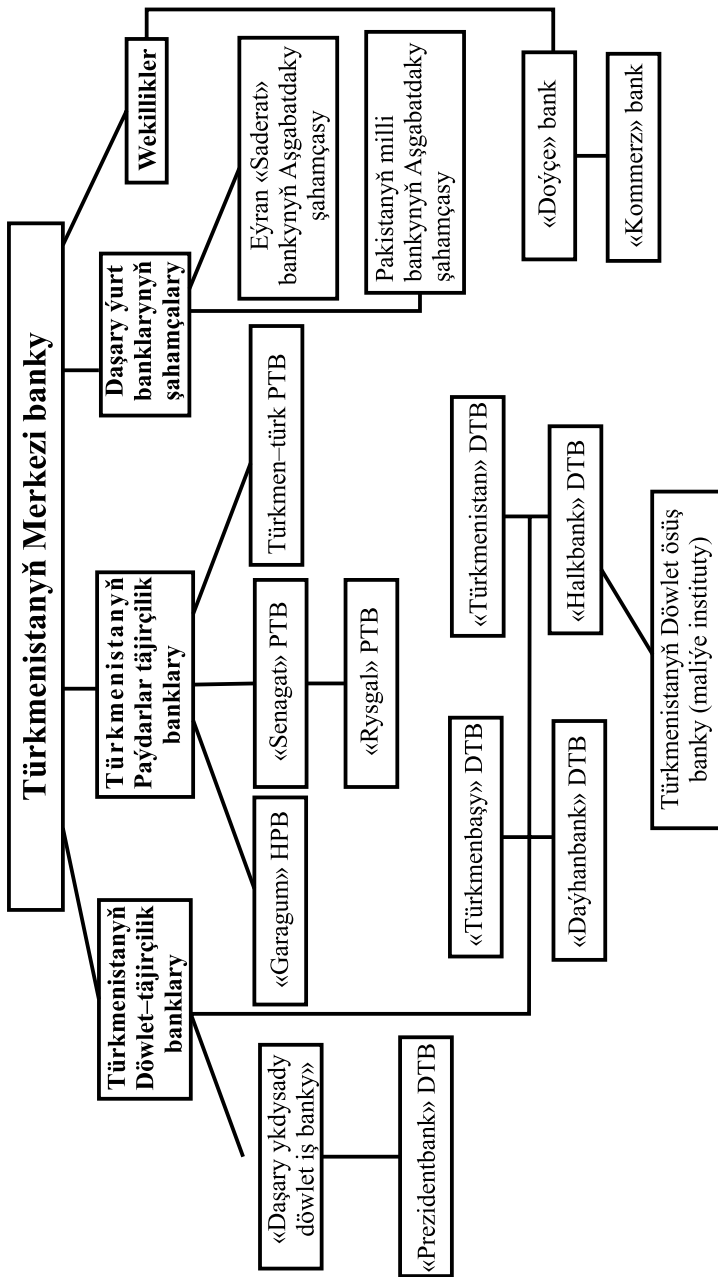 Türkmenistanyň Merkezi banky
Türkmenistanyň
Döwlet–täjirçilik
banklary
Türkmenistanyň
Paýdarlar täjirçilik
banklary
Daşary ýurt
banklarynyň
şahamçalary
Wekillikler
«Daşary ykdysady
döwlet iş banky»
«Prezidentbank» DTB
«Garagum» HPB
«Senagat» PTB
«Rysgal» PTB
Türkmen–türk PTB
Eýran «Saderat»
bankynyň Aşgabatdaky
şahamçasy
Pakistanyň milli
bankynyň Aşgabatdaky
şahamçasy
«Türkmenbaşy» DTB
«Türkmenistan» DTB
«Daýhanbank» DTB
«Halkbank» DTB
«Doýçe» bank
«Kommerz» bank
Türkmenistanyň Döwlet ösüş
banky (maliýe instituty)